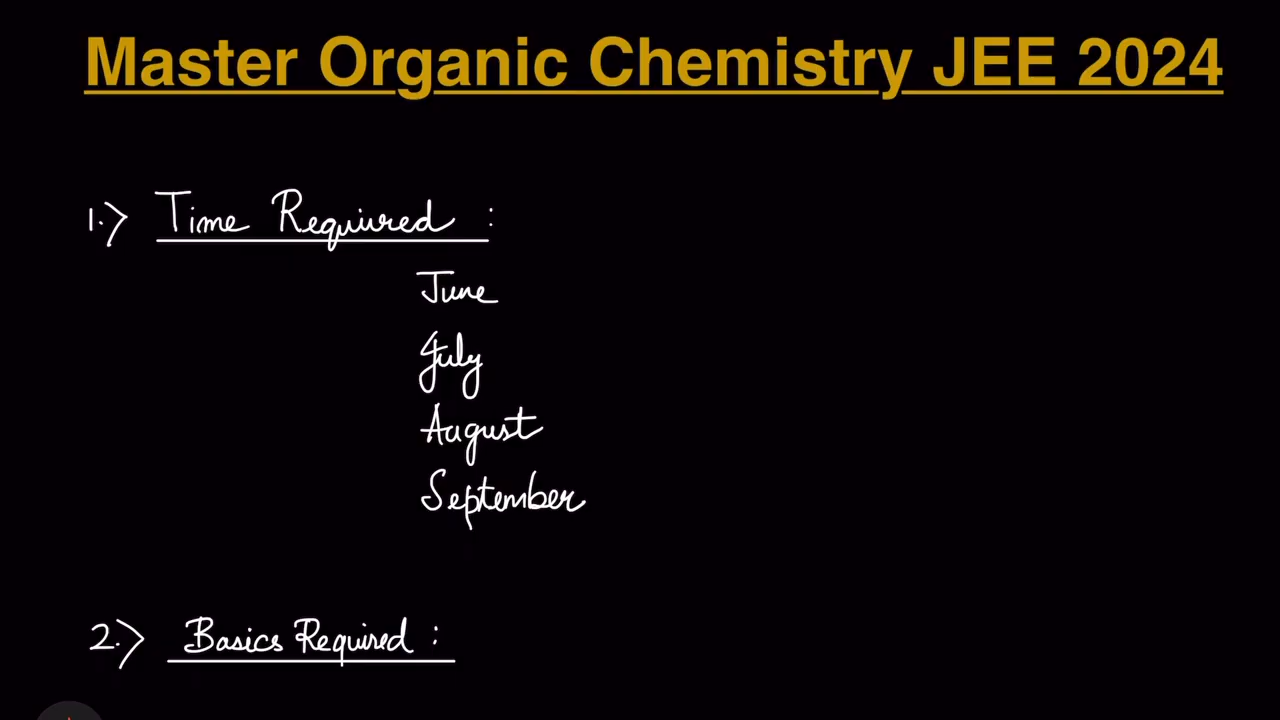 Master Organic Chemistry JEE 2024
1.) Time Required :
June
July
August
September
2.) Basics Required :